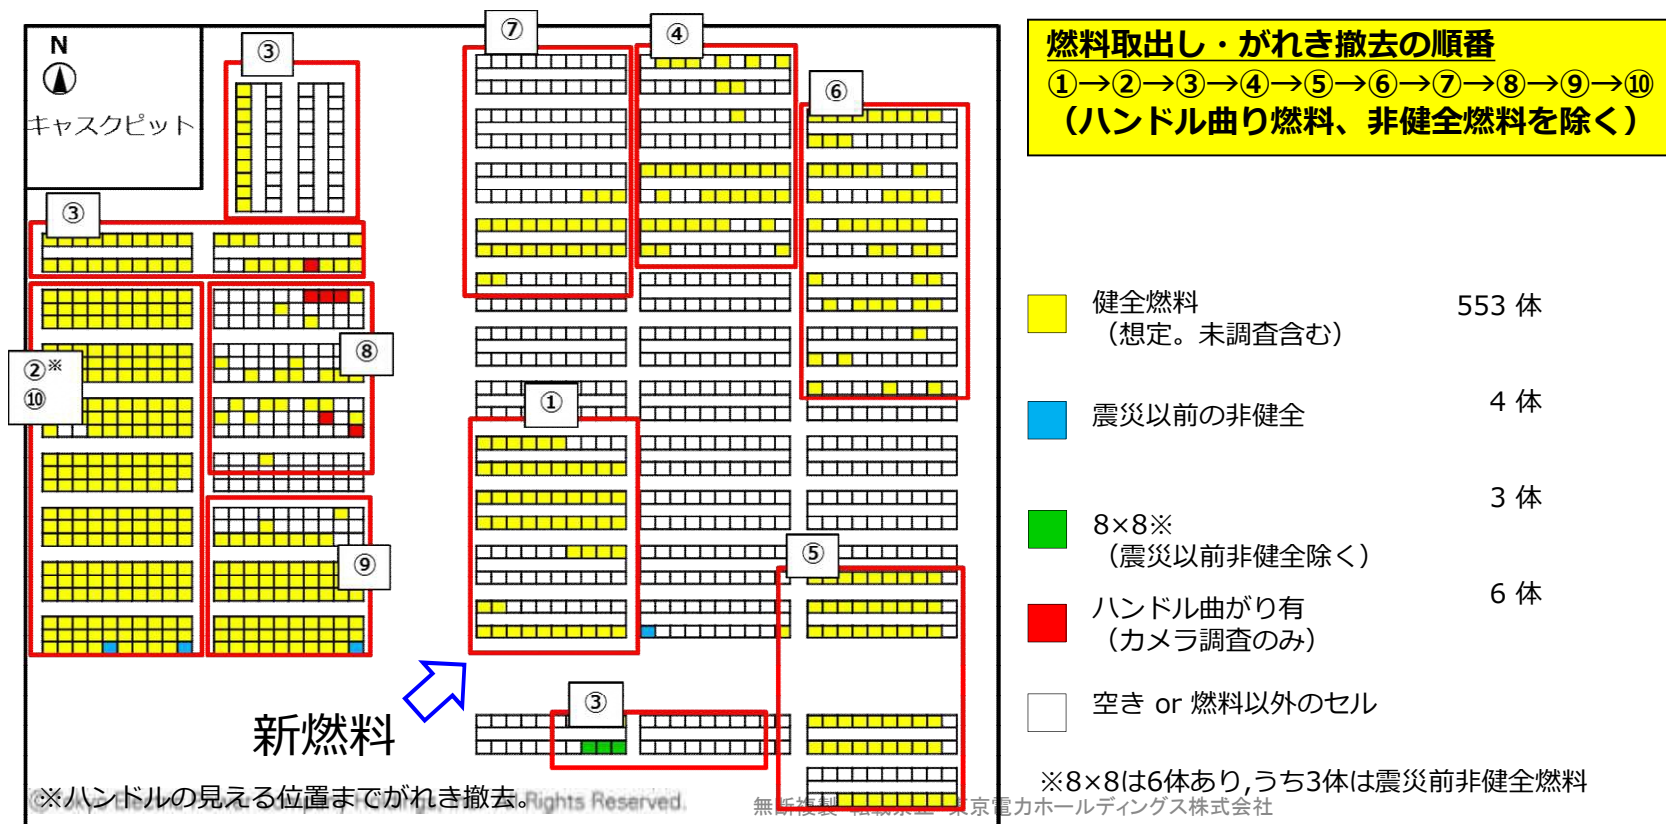 燃料取出し・がれき撤去の順番
①→②→③→④→⑤→⑥→⑦→⑧→⑨→⑩
（ハンドル曲り燃料、非健全燃料を除く）
N
キャスクピット
③
⑦
④
⑥
③
②※
⑩
⑧
①
⑨
⑤
③
新燃料
健全燃料 553 体
（想定。未調査含む）
震災以前の非健全 4 体
8×8※ 3 体
（震災以前非健全除く）
ハンドル曲がり有 6 体
（カメラ調査のみ）
空き or 燃料以外のセル
※8×8は6体あり,うち3体は震災前非健全燃料
※ハンドルの見える位置までがれき撤去。
Rights Reserved.
無断複製・転載禁止 東京電力ホールディングス株式会社